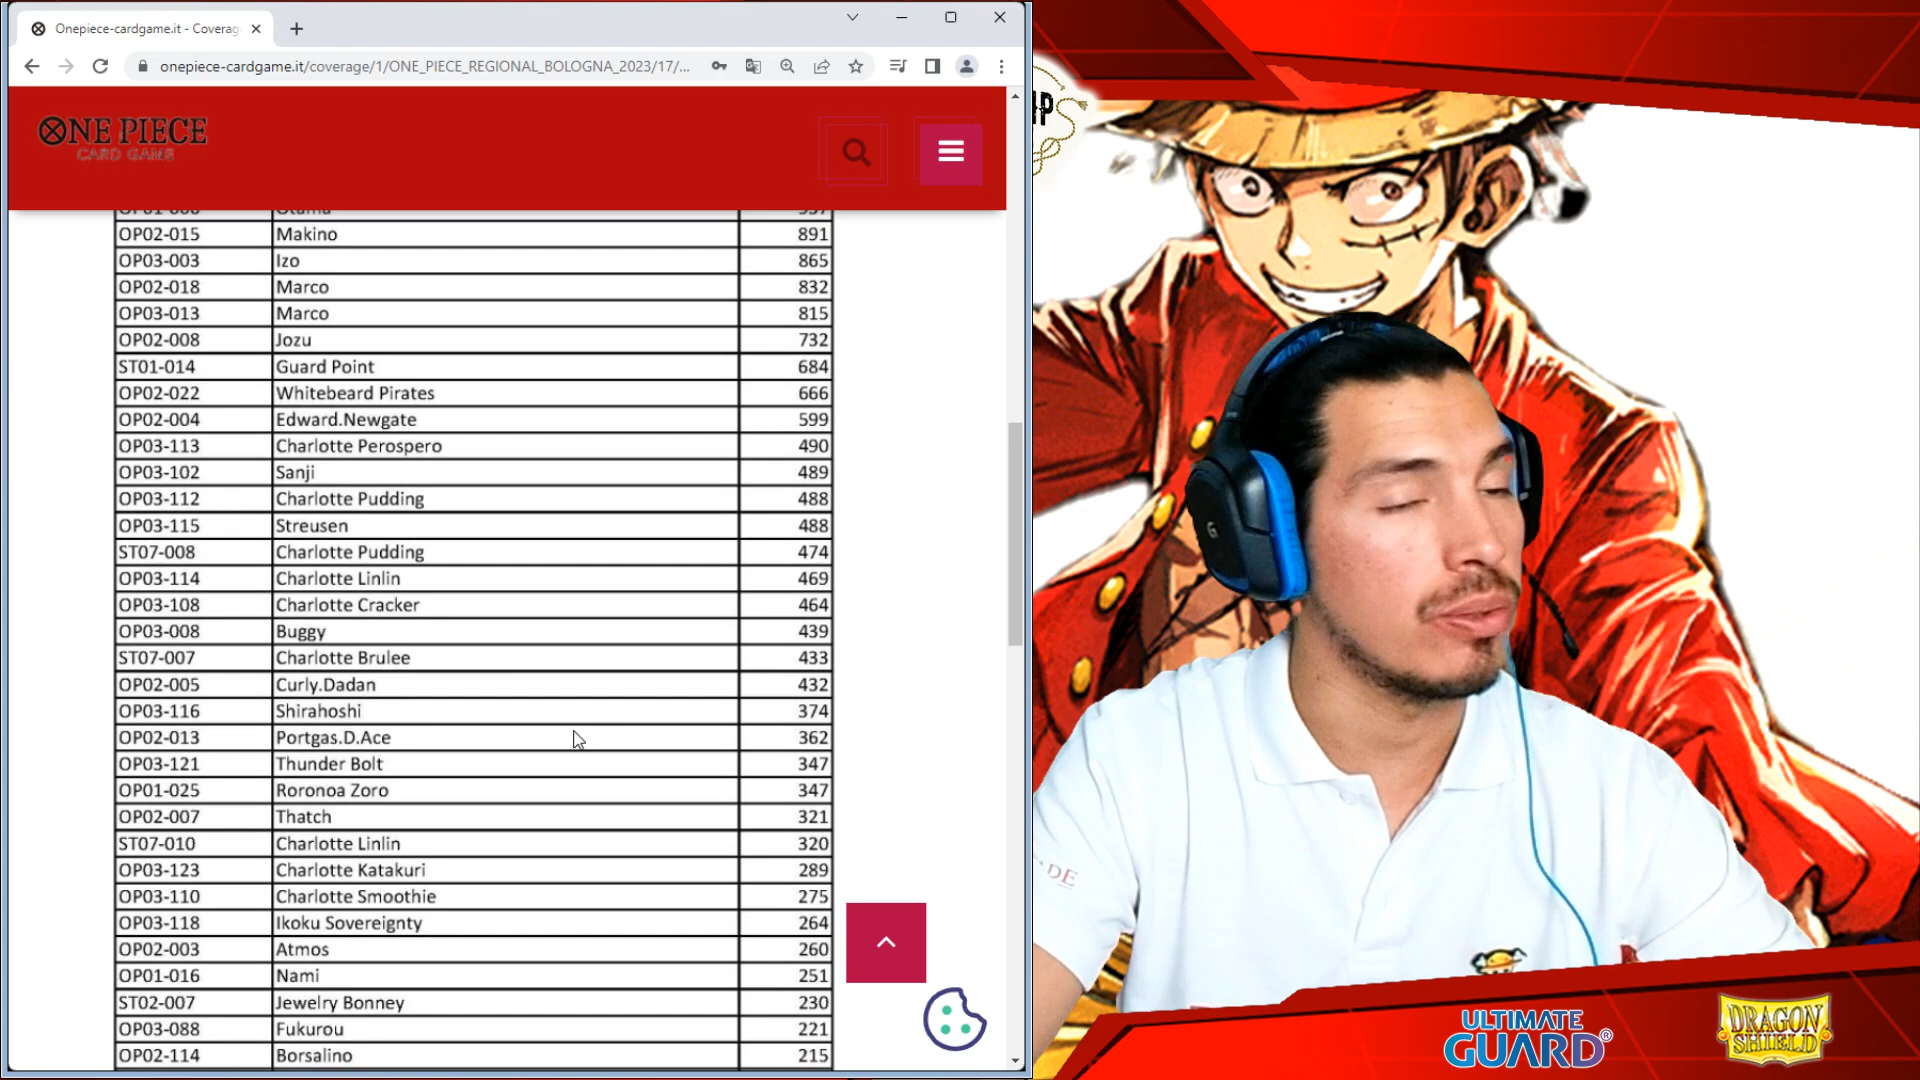 Onepiece-cardgame.it - Coverag
onepiece-cardgame.it/coverage/1/ONE_PIECE_REGIONAL_BOLOGNA_2023/17/...
ONE PIECE
CARD GAME
OP02-015 Makino 891
OP03-003 Izo 865
OP02-018 Marco 832
OP03-013 Marco 815
OP02-008 Jozu 732
ST01-014 Guard Point 684
OP02-022 Whitebeard Pirates 666
OP02-004 Edward.Newgate 599
OP03-113 Charlotte Perospero 490
OP03-102 Sanji 489
OP03-112 Charlotte Pudding 488
OP03-115 Streusen 488
ST07-008 Charlotte Pudding 474
OP03-114 Charlotte Linlin 469
OP03-108 Charlotte Cracker 464
OP03-008 Buggy 439
ST07-007 Charlotte Brulee 433
OP02-005 Curly.Dadan 432
OP03-116 Shirahoshi 374
OP02-013 Portgas.D.Ace 362
OP03-121 Thunder Bolt 347
OP01-025 Roronoa Zoro 347
OP02-007 Thatch 321
ST07-010 Charlotte Linlin 320
OP03-123 Charlotte Katakuri 289
OP03-110 Charlotte Smoothie 275
OP03-118 Ikoku Sovereignty 264
OP02-003 Atmos 260
OP01-016 Nami 251
ST02-007 Jewelry Bonney 230
OP03-088 Fukurou 221
OP02-114 Borsalino 215
G
ULTIMATE
GUARD®
DRAGON
SHIELD